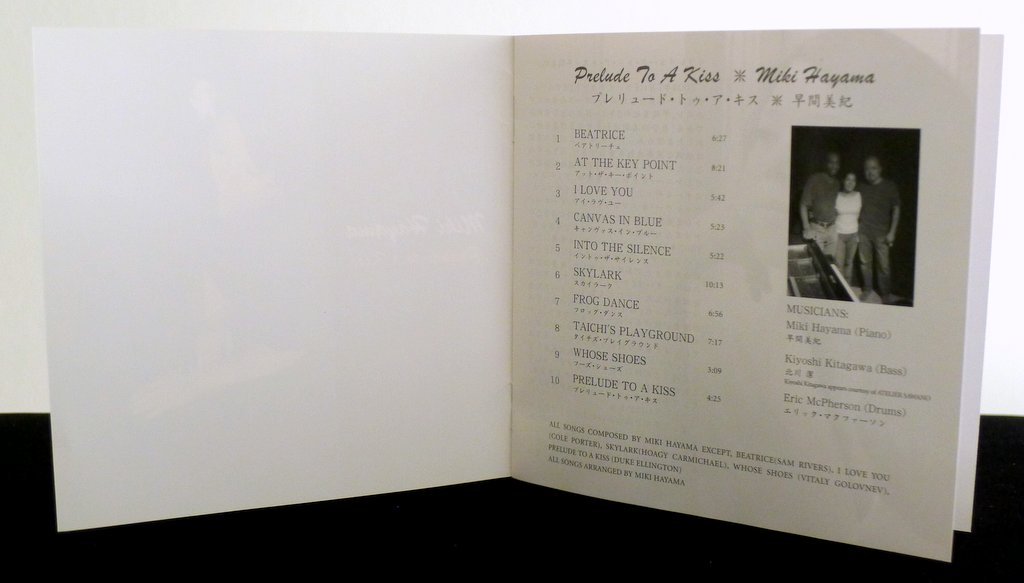 Prelude To A Kiss ※ Miki Hayama
プレリュード・トゥ・ア・キス ※ 早間美紀
1 BEATRICE 6:27
ベアトリーチェ
2 AT THE KEY POINT 8:21
アット・ザ・キー・ポイント
3 I LOVE YOU 5:42
アイ・ラヴ・ユー
4 CANVAS IN BLUE 5:23
キャンヴァス・イン・ブルー
5 INTO THE SILENCE 5:22
イントゥ・ザ・サイレンス
6 SKYLARK 10:13
スカイラーク
7 FROG DANCE 6:56
フロッグ・ダンス
8 TAICHI'S PLAYGROUND 7:17
タイチズ・プレイグラウンド
9 WHOSE SHOES 3:09
フーズ・シューズ
10 PRELUDE TO A KISS 4:25
プレリュード・トゥ・ア・キス
MUSICIANS:
Miki Hayama (Piano)
早間美紀
Kiyoshi Kitagawa (Bass)
北川 潔
Kiyoshi Kitagawa appears courtesy of ATELIER SAWANO
Eric McPherson (Drums)
エリック・マクファーソン
ALL SONGS COMPOSED BY MIKI HAYAMA EXCEPT, BEATRICE(SAM RIVERS), I LOVE YOU
(COLE PORTER), SKYLARK(HOAGY CARMICHAEL), WHOSE SHOES (VITALY GOLOVNEV),
PRELUDE TO A KISS (DUKE ELLINGTON)
ALL SONGS ARRANGED BY MIKI HAYAMA